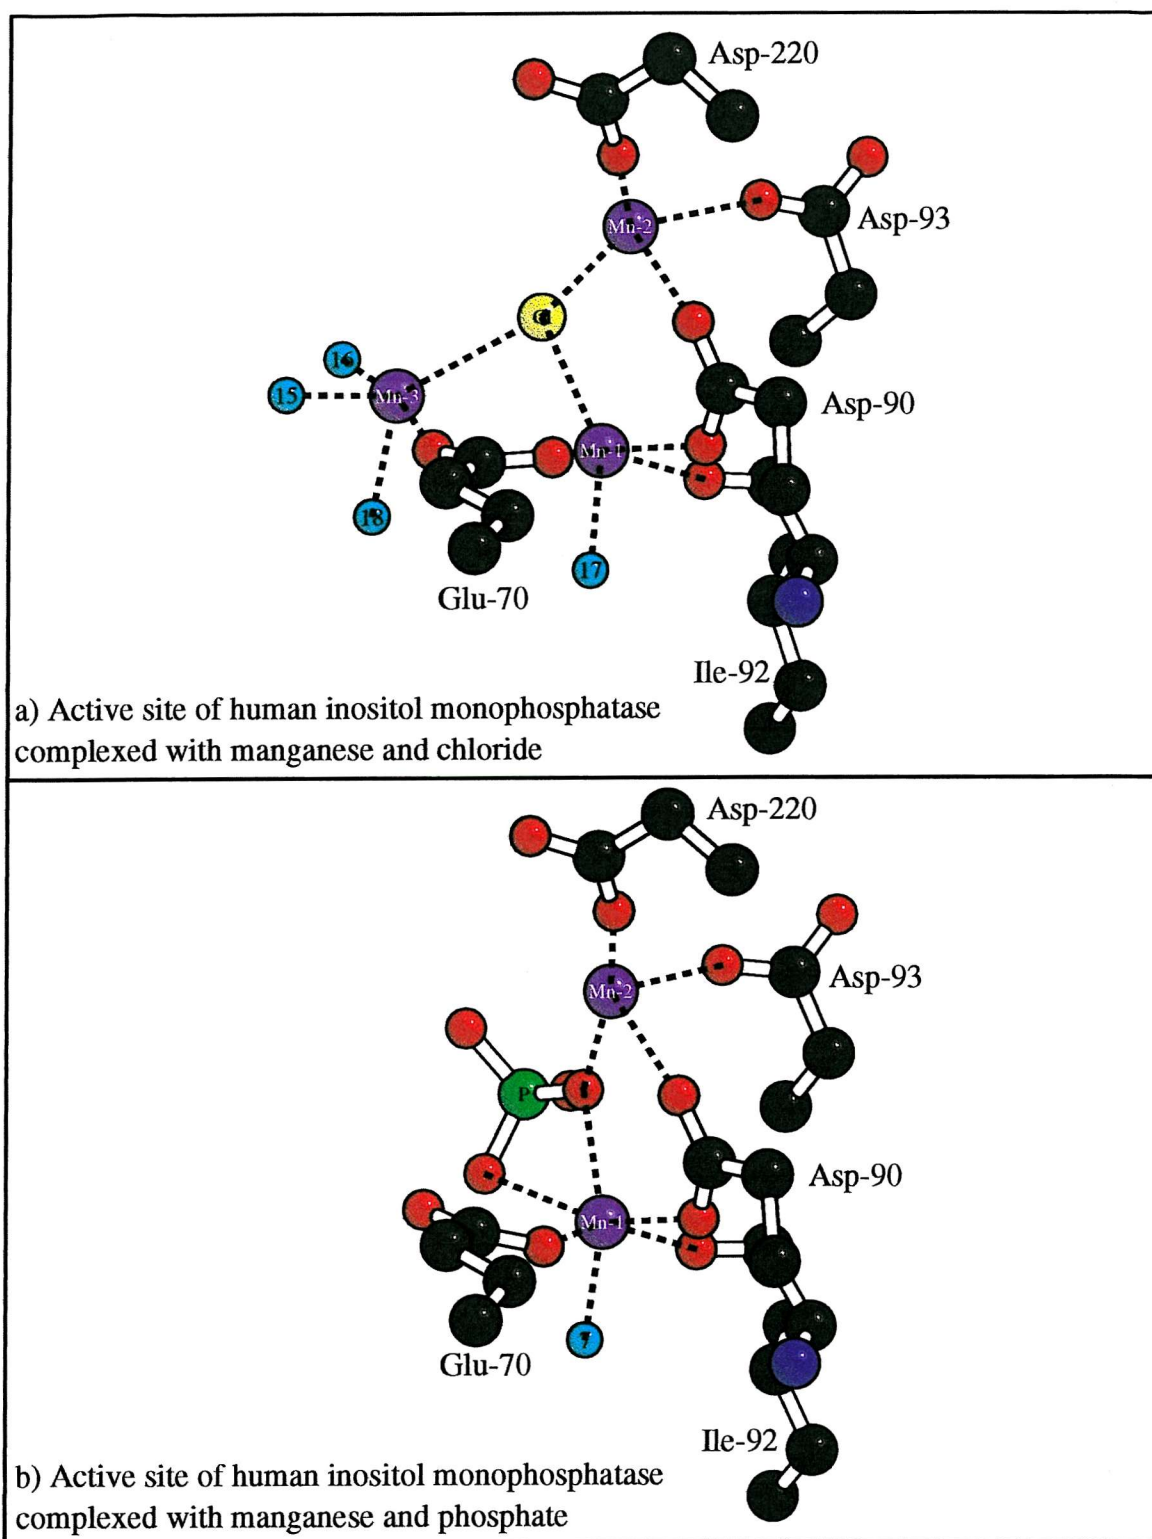 Asp-220
Mn-2
Asp-93
Cl
16
15
Mn-3
Asp-90
Mn-1
18
17
Glu-70
Ile-92
a) Active site of human inositol monophosphatase
complexed with manganese and chloride
Asp-220
Mn-2
Asp-93
P
Asp-90
Mn-1
7
Glu-70
Ile-92
b) Active site of human inositol monophosphatase
complexed with manganese and phosphate